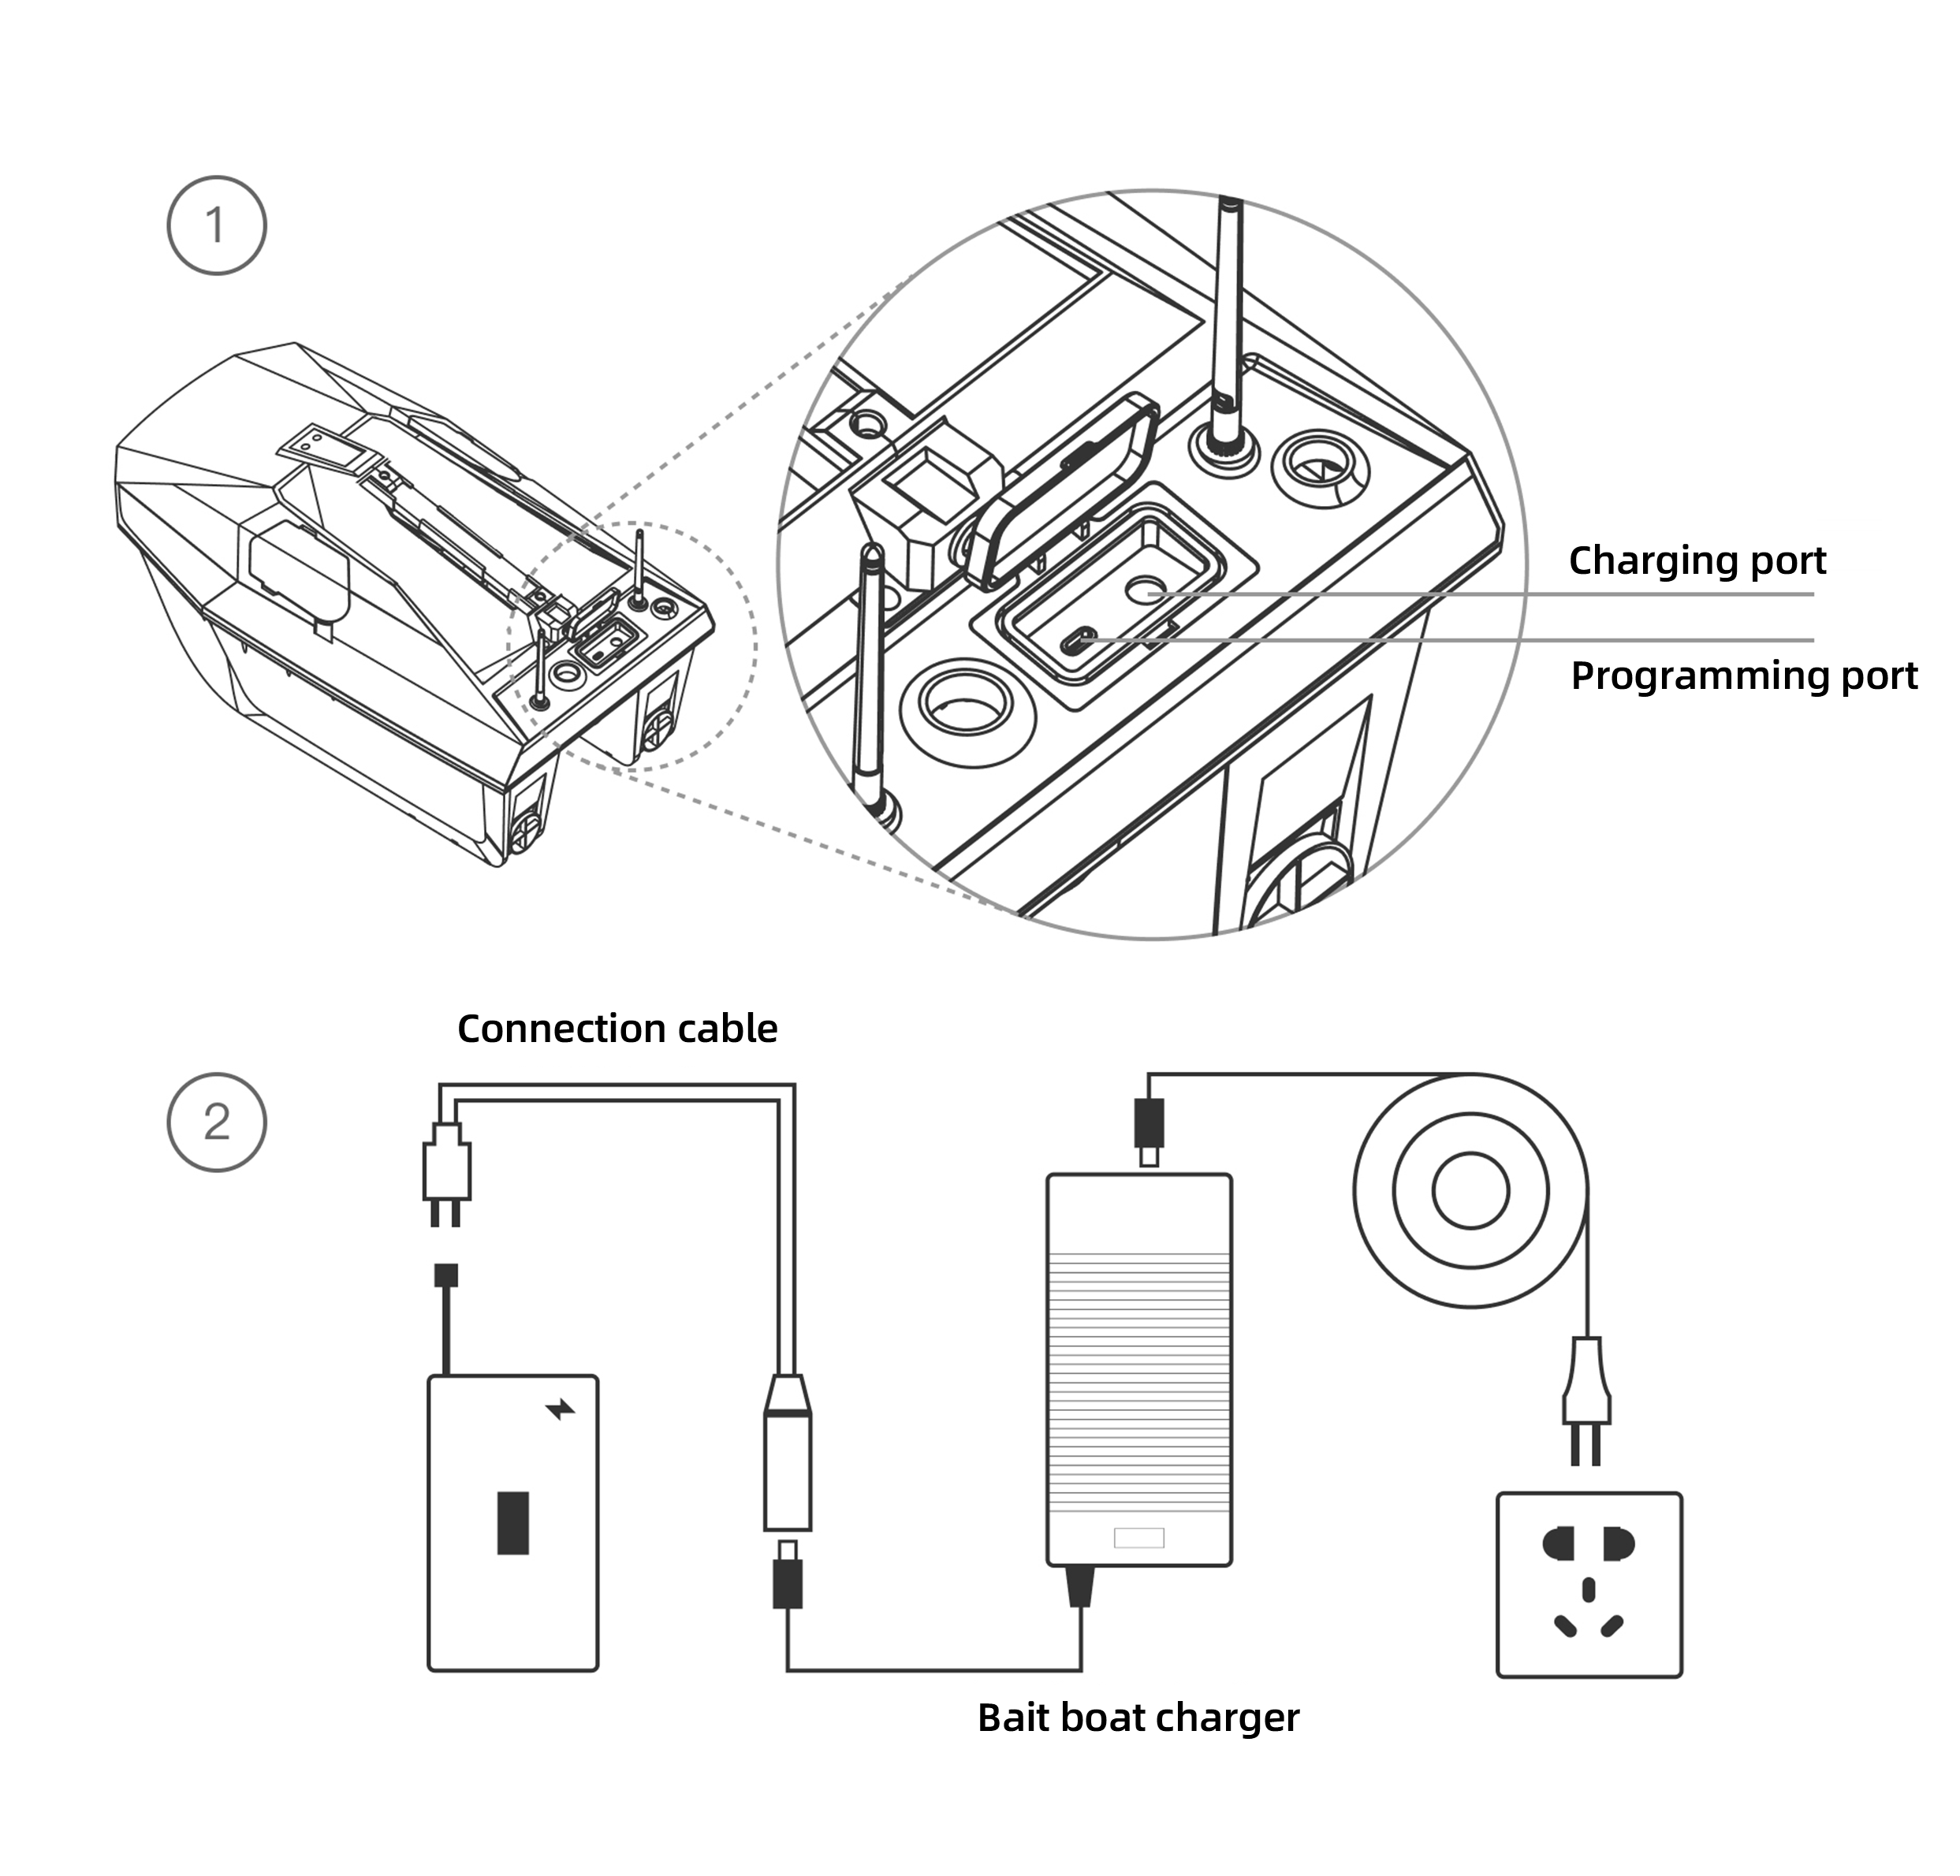 1
Charging port
Programming port
Connection cable
2
Bait boat charger